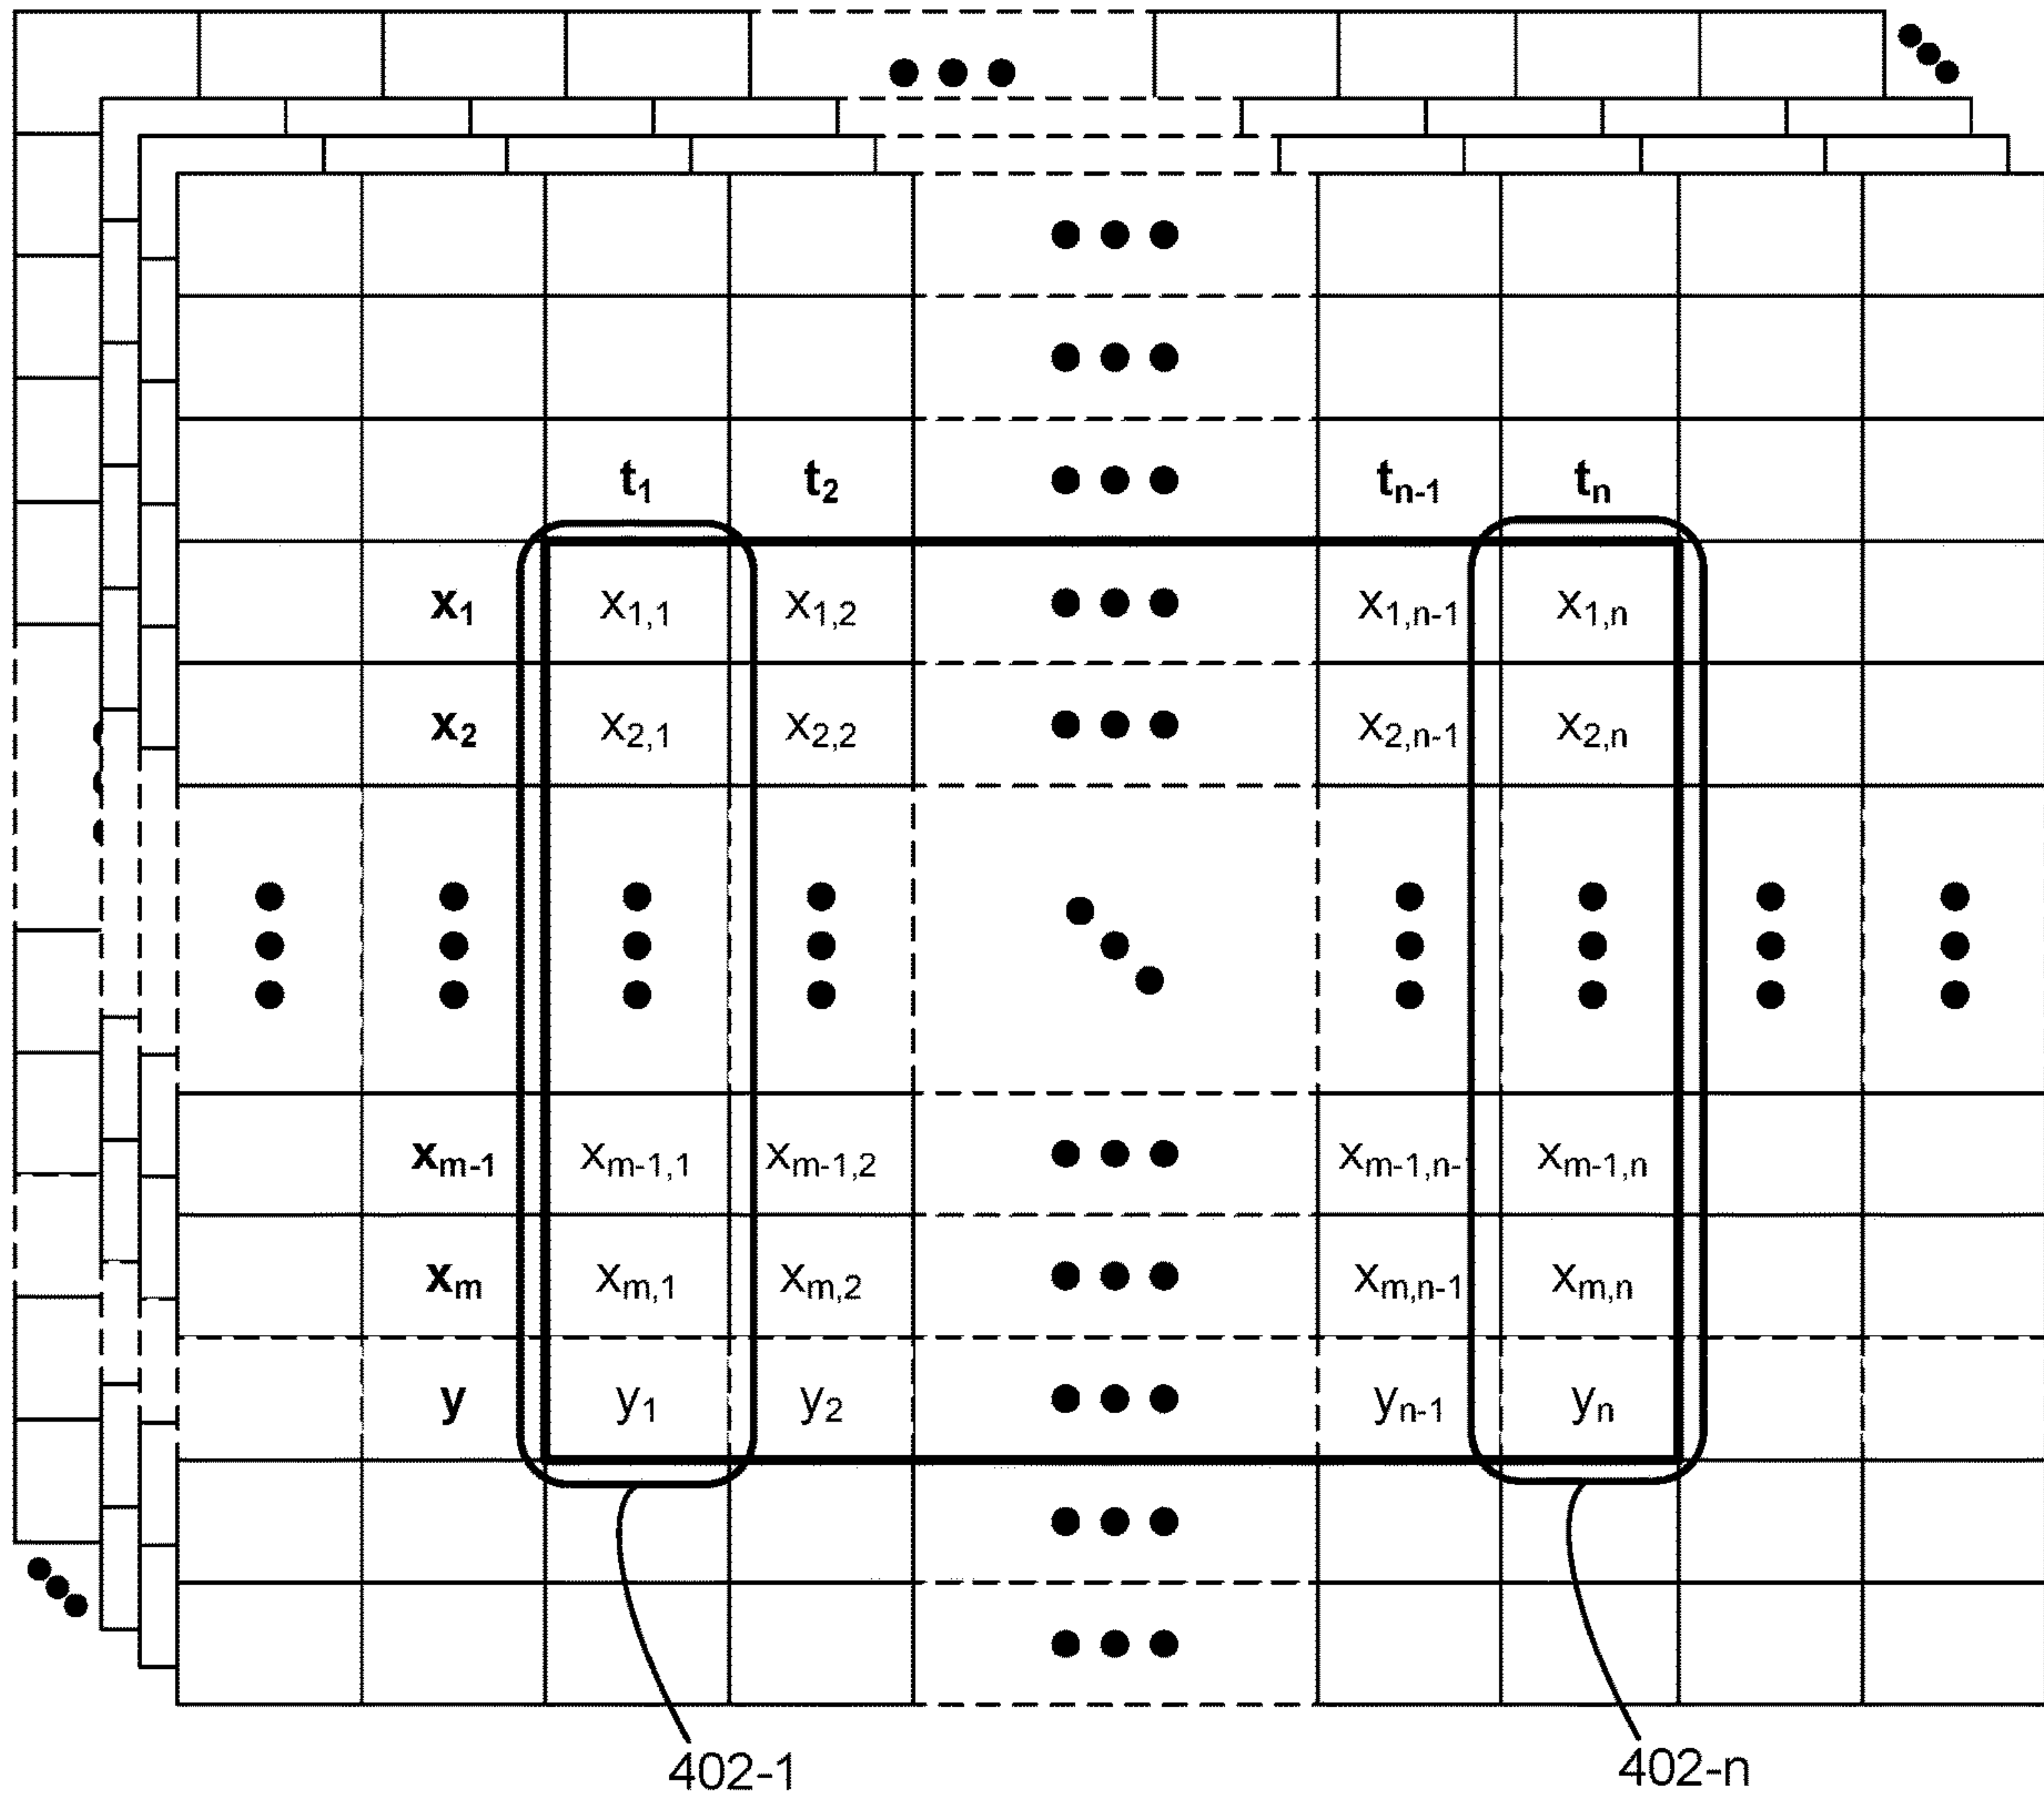 t1 t2 tn-1 tn
x1 x1,1 x1,2 x1,n-1 x1,n
x2 x2,1 x2,2 x2,n-1 x2,n
xm-1 xm-1,1 xm-1,2 xm-1,n- xm-1,n
xm xm,1 xm,2 xm,n-1 xm,n
y y1 y2 yn-1 yn
402-1 402-n